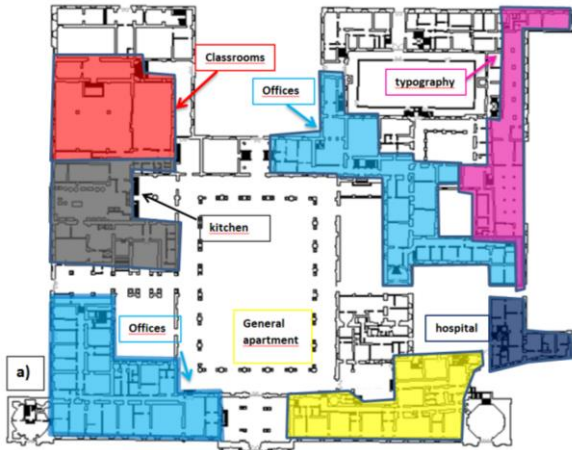 Classrooms
typography
Offices
kitchen
Offices
General
apartment
hospital
a)